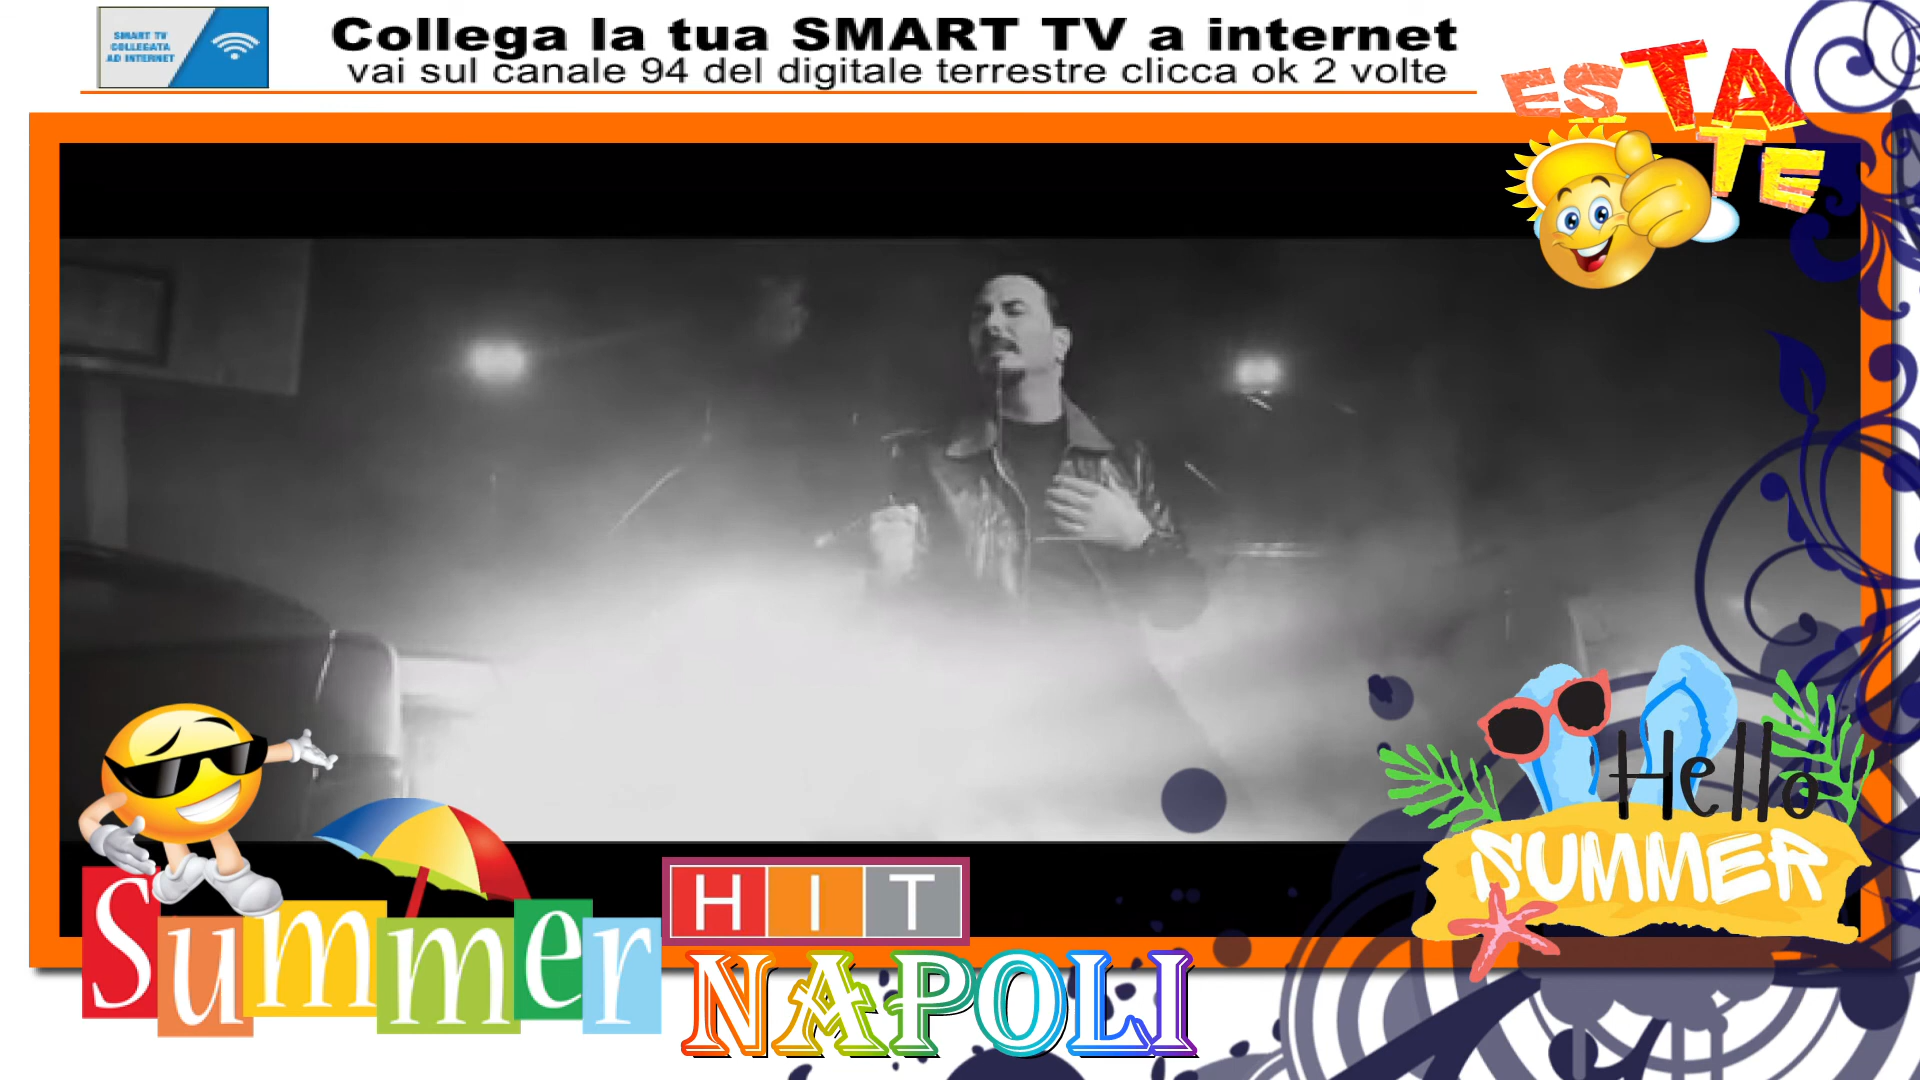 SMART TV
COLLEGATA
AD INTERNET
Collega la tua SMART TV a internet
vai sul canale 94 del digitale terrestre clicca ok 2 volte
ESTATE
Hello
SUMMER
Summer
HIT
NAPOLI